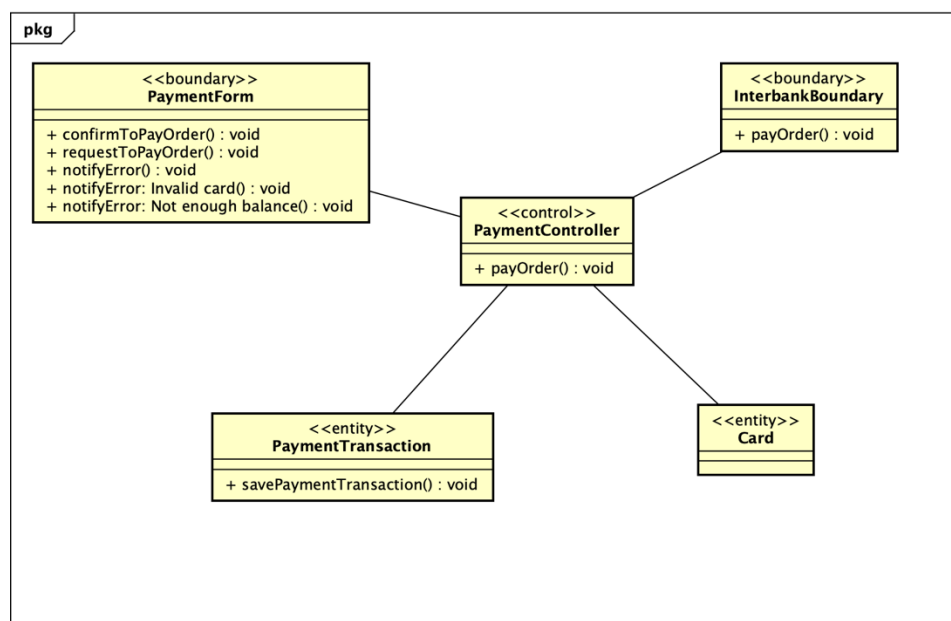 pkg
<<boundary>>
PaymentForm
+ confirmToPayOrder() : void
+ requestToPayOrder() : void
+ notifyError() : void
+ notifyError: Invalid card() : void
+ notifyError: Not enough balance() : void
<<boundary>>
InterbankBoundary
+ payOrder() : void
<<control>>
PaymentController
+ payOrder() : void
<<entity>>
PaymentTransaction
+ savePaymentTransaction() : void
<<entity>>
Card